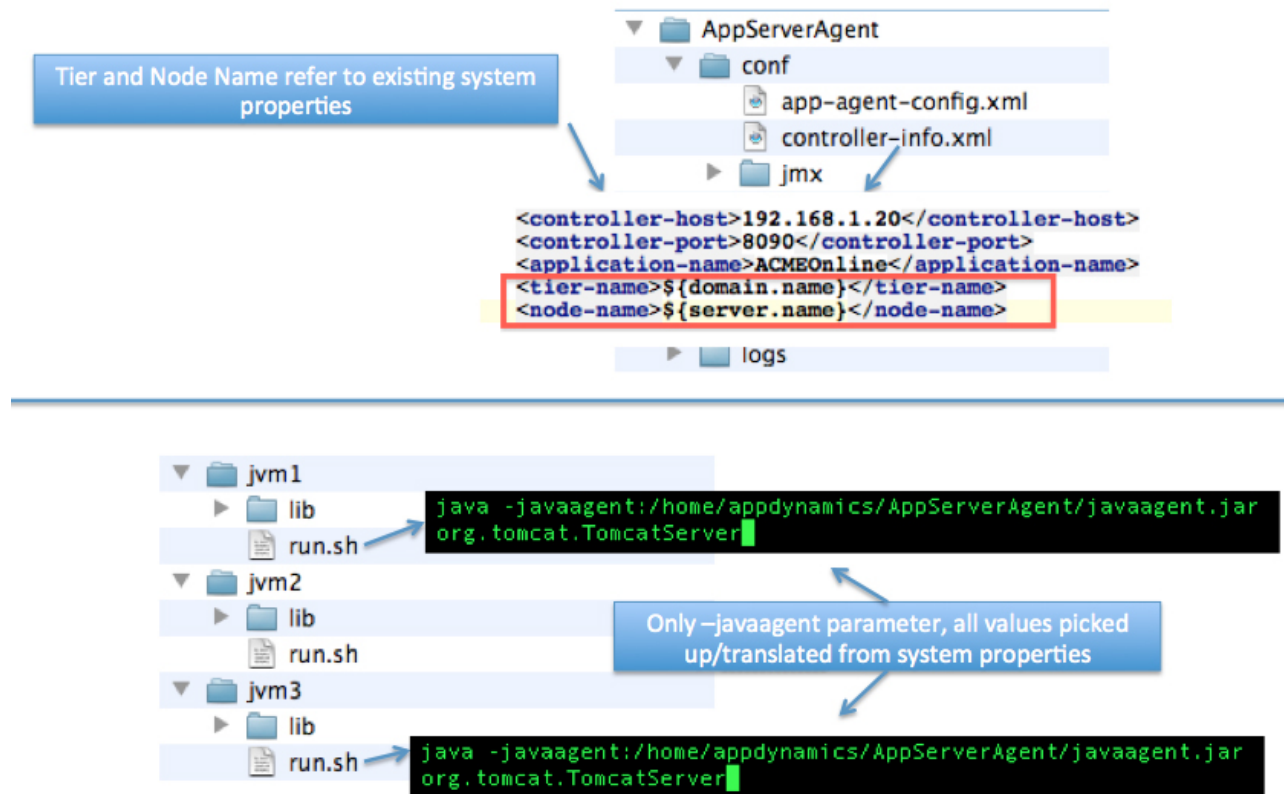 AppServerAgent
conf
app-agent-config.xml
controller-info.xml
jmx
Tier and Node Name refer to existing system
properties
<controller-host>192.168.1.20</controller-host>
<controller-port>8090</controller-port>
<application-name>ACMEOnline</application-name>
<tier-name>${domain.name}</tier-name>
<node-name>${server.name}</node-name>
logs
jvm1
lib
run.sh
java -javaagent:/home/appdynamics/AppServerAgent/javaagent.jar
org.tomcat.TomcatServer
jvm2
lib
run.sh
Only –javaagent parameter, all values picked
up/translated from system properties
jvm3
lib
run.sh
java -javaagent:/home/appdynamics/AppServerAgent/javaagent.jar
org.tomcat.TomcatServer